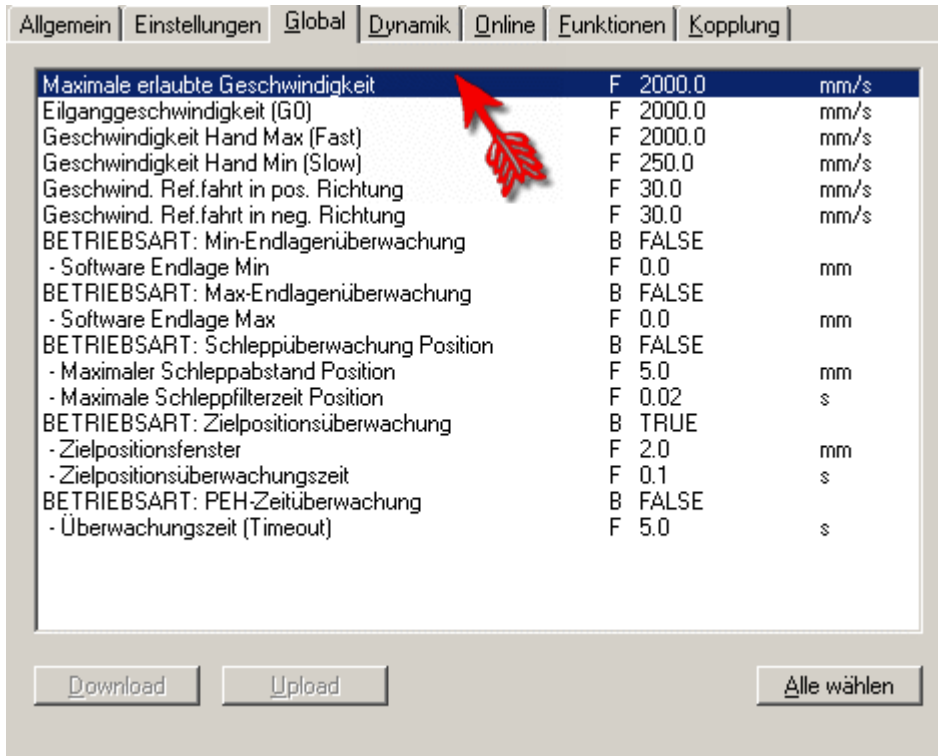 Allgemein Einstellungen Global Dynamik Online Funktionen Kopplung
Maximale erlaubte Geschwindigkeit F 2000.0 mm/s
Eilganggeschwindigkeit (G0) F 2000.0 mm/s
Geschwindigkeit Hand Max (Fast) F 2000.0 mm/s
Geschwindigkeit Hand Min (Slow) F 250.0 mm/s
Geschwind. Ref.fahrt in pos. Richtung F 30.0 mm/s
Geschwind. Ref.fahrt in neg. Richtung F 30.0 mm/s
BETRIEBSART: Min-Endlagenüberwachung B FALSE
- Software Endlage Min F 0.0 mm
BETRIEBSART: Max-Endlagenüberwachung B FALSE
- Software Endlage Max F 0.0 mm
BETRIEBSART: Schleppüberwachung Position B FALSE
- Maximaler Schleppabstand Position F 5.0 mm
- Maximale Schleppfilterzeit Position F 0.02 s
BETRIEBSART: Zielpositionsüberwachung B TRUE
- Zielpositionsfenster F 2.0 mm
- Zielpositionsüberwachungszeit F 0.1 s
BETRIEBSART: PEH-Zeitüberwachung B FALSE
- Überwachungszeit (Timeout) F 5.0 s
Download Upload Alle wählen